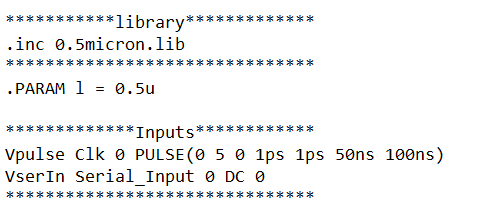 ***********library*************
.inc 0.5micron.lib
*******************************
.PARAM l = 0.5u
*************Inputs************
Vpulse Clk 0 PULSE(0 5 0 1ps 1ps 50ns 100ns)
VserIn Serial_Input 0 DC 0
*******************************